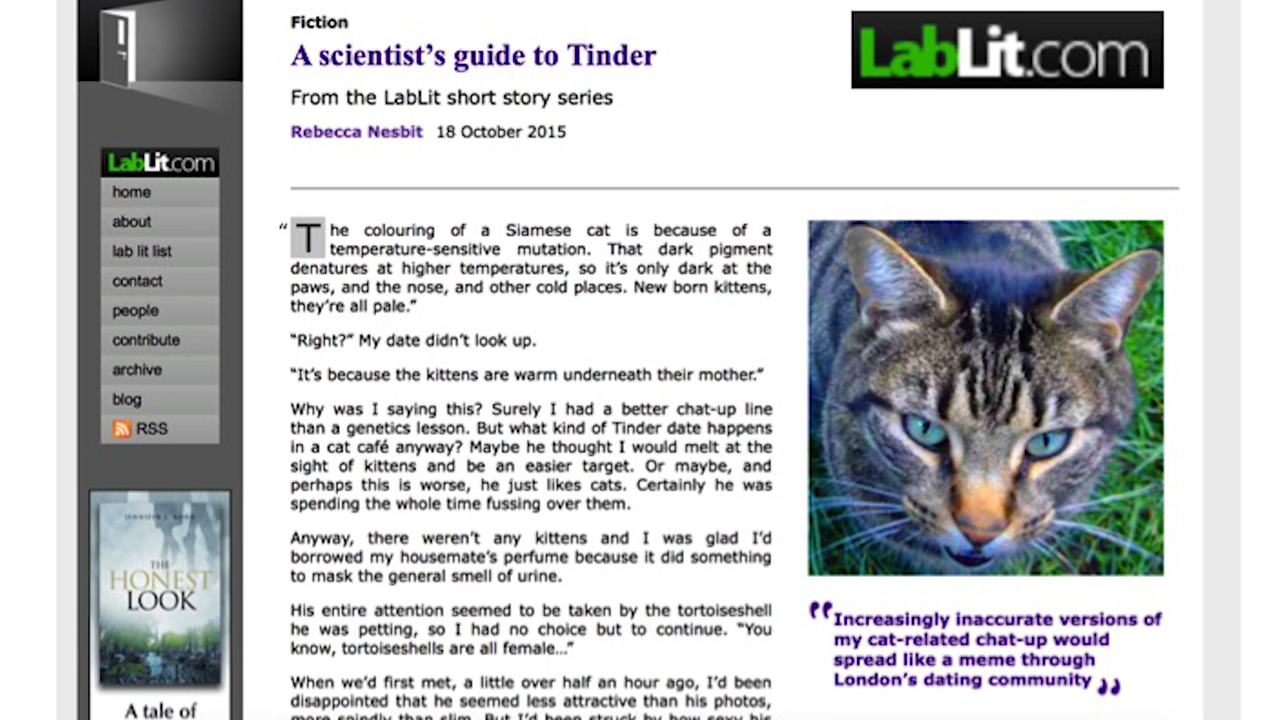 Fiction
A scientist’s guide to Tinder
From the LabLit short story series
Rebecca Nesbit 18 October 2015
LabLit.com
LabLit.com
home
about
lab lit list
contact
people
contribute
archive
blog
RSS
THE
HONEST
LOOK
A tale of
“The colouring of a Siamese cat is because of a
temperature-sensitive mutation. That dark pigment
denatures at higher temperatures, so it’s only dark at the
paws, and the nose, and other cold places. New born kittens,
they’re all pale.”
“Right?” My date didn’t look up.
“It’s because the kittens are warm underneath their mother.”
Why was I saying this? Surely I had a better chat-up line
than a genetics lesson. But what kind of Tinder date happens
in a cat café anyway? Maybe he thought I would melt at the
sight of kittens and be an easier target. Or maybe, and
perhaps this is worse, he just likes cats. Certainly he was
spending the whole time fussing over them.
Anyway, there weren’t any kittens and I was glad I’d
borrowed my housemate’s perfume because it did something
to mask the general smell of urine.
His entire attention seemed to be taken by the tortoiseshell
he was petting, so I had no choice but to continue. “You
know, tortoiseshells are all female…”
When we’d first met, a little over half an hour ago, I’d been
disappointed that he seemed less attractive than his photos,
more spindly than slim. But I’d been struck by how sexy his
“Increasingly inaccurate versions of
my cat-related chat-up would
spread like a meme through
London’s dating community”